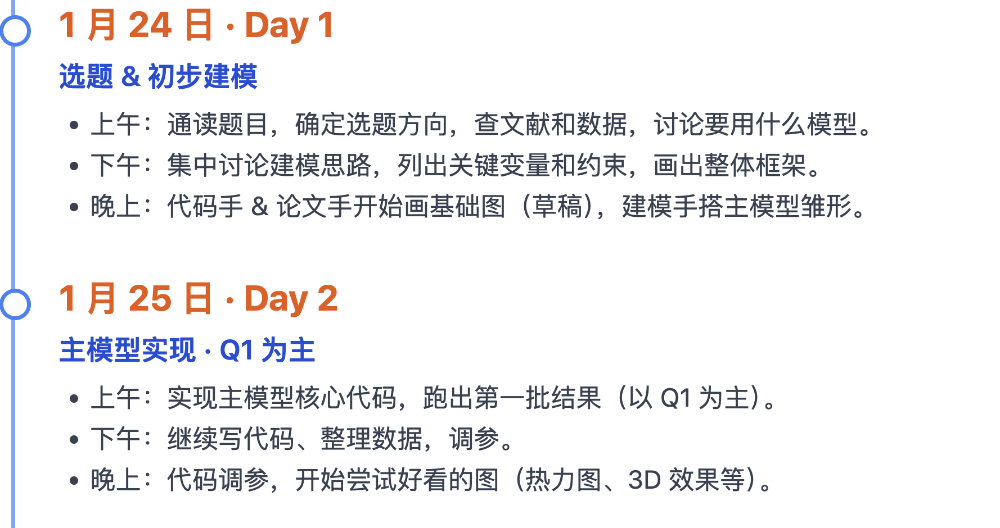 1 月 24 日 · Day 1
选题 & 初步建模
• 上午：通读题目，确定选题方向，查文献和数据，讨论要用什么模型。
• 下午：集中讨论建模思路，列出关键变量和约束，画出整体框架。
• 晚上：代码手 & 论文手开始画基础图（草稿），建模手搭主模型雏形。
1 月 25 日 · Day 2
主模型实现 · Q1 为主
• 上午：实现主模型核心代码，跑出第一批结果（以 Q1 为主）。
• 下午：继续写代码、整理数据，调参。
• 晚上：代码调参，开始尝试好看的图（热力图、3D 效果等）。